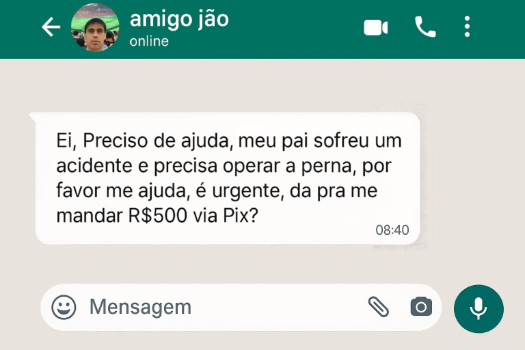 amigo jão
online
Ei, Preciso de ajuda, meu pai sofreu um
acidente e precisa operar a perna, por
favor me ajuda, é urgente, da pra me
mandar R$500 via Pix?
08:40
Mensagem